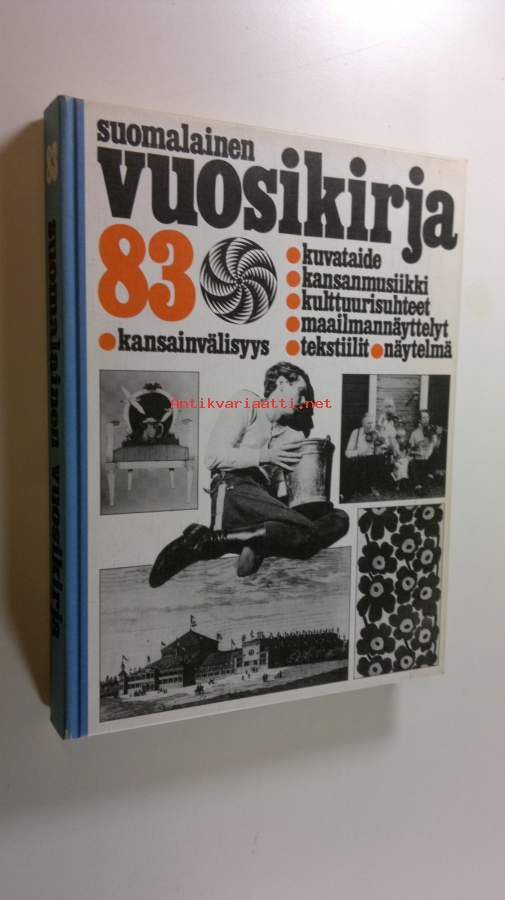 suomalainen
vuosikirja
83
kuvataide
kansanmusiikki
kulttuurisuhteet
maailmannäyttelyt
kansainvälisyys
tekstiilit näytelmä
Antikvariaatti.net
83 suomalainen vuosikirja